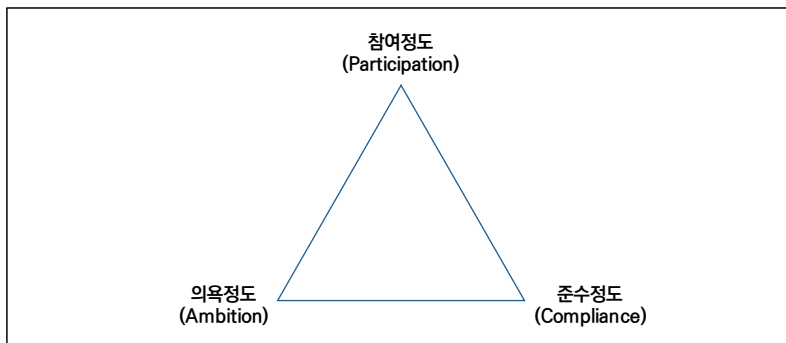 참여정도
(Participation)
의욕정도
(Ambition)
준수정도
(Compliance)